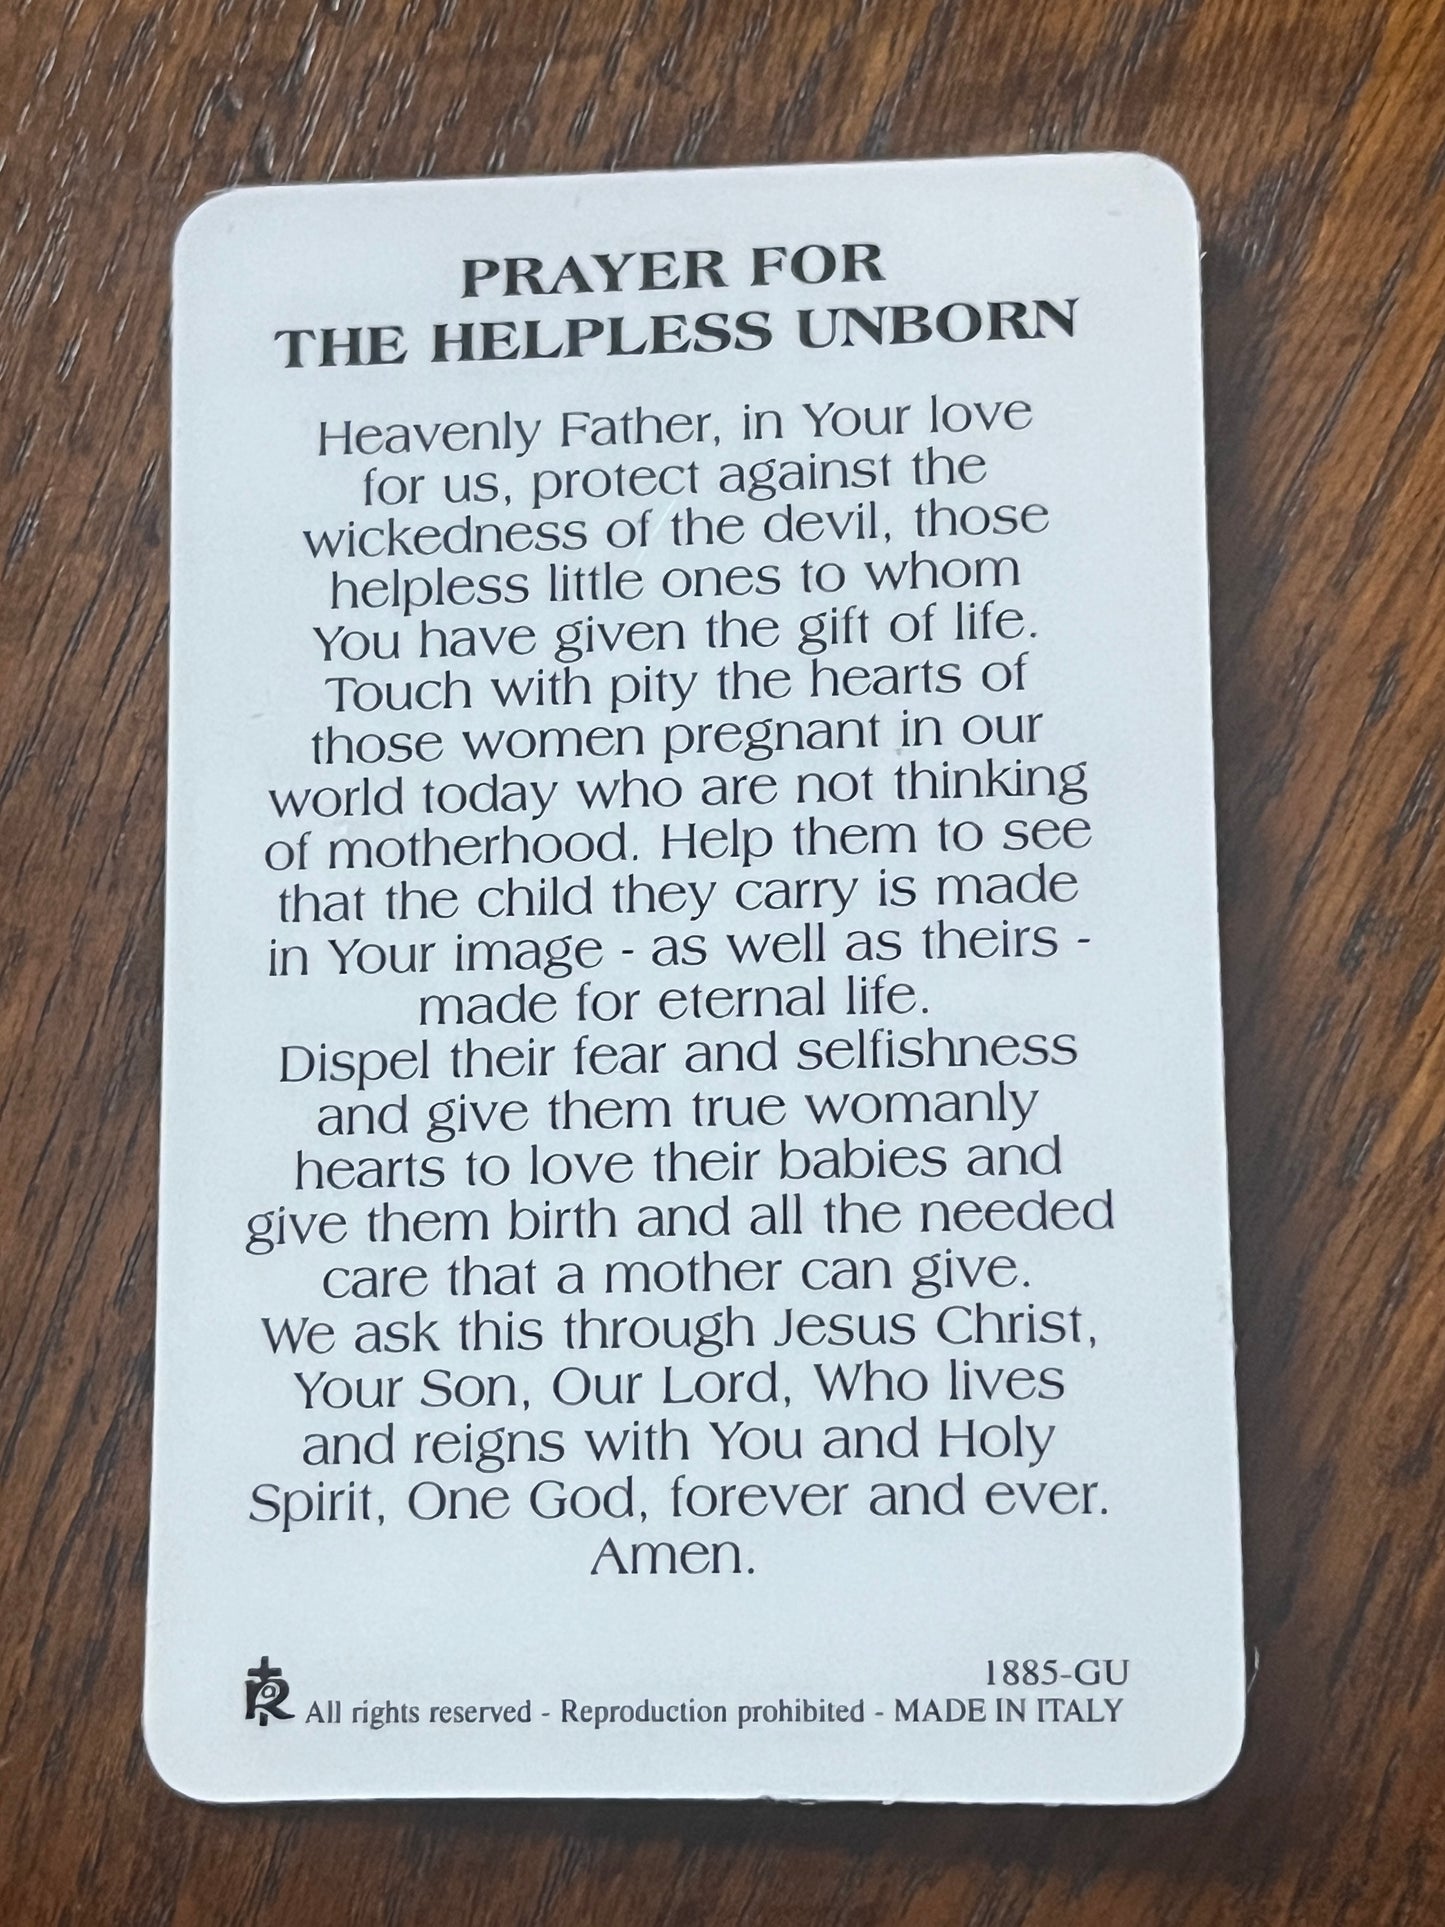 PRAYER FOR
THE HELPLESS UNBORN
Heavenly Father, in Your love
for us, protect against the
wickedness of the devil, those
helpless little ones to whom
You have given the gift of life.
Touch with pity the hearts of
those women pregnant in our
world today who are not thinking
of motherhood. Help them to see
that the child they carry is made
in Your image - as well as theirs -
made for eternal life.
Dispel their fear and selfishness
and give them true womanly
hearts to love their babies and
give them birth and all the needed
care that a mother can give.
We ask this through Jesus Christ,
Your Son, Our Lord, Who lives
and reigns with You and Holy
Spirit, One God, forever and ever.
Amen.
1885-GU
All rights reserved - Reproduction prohibited - MADE IN ITALY